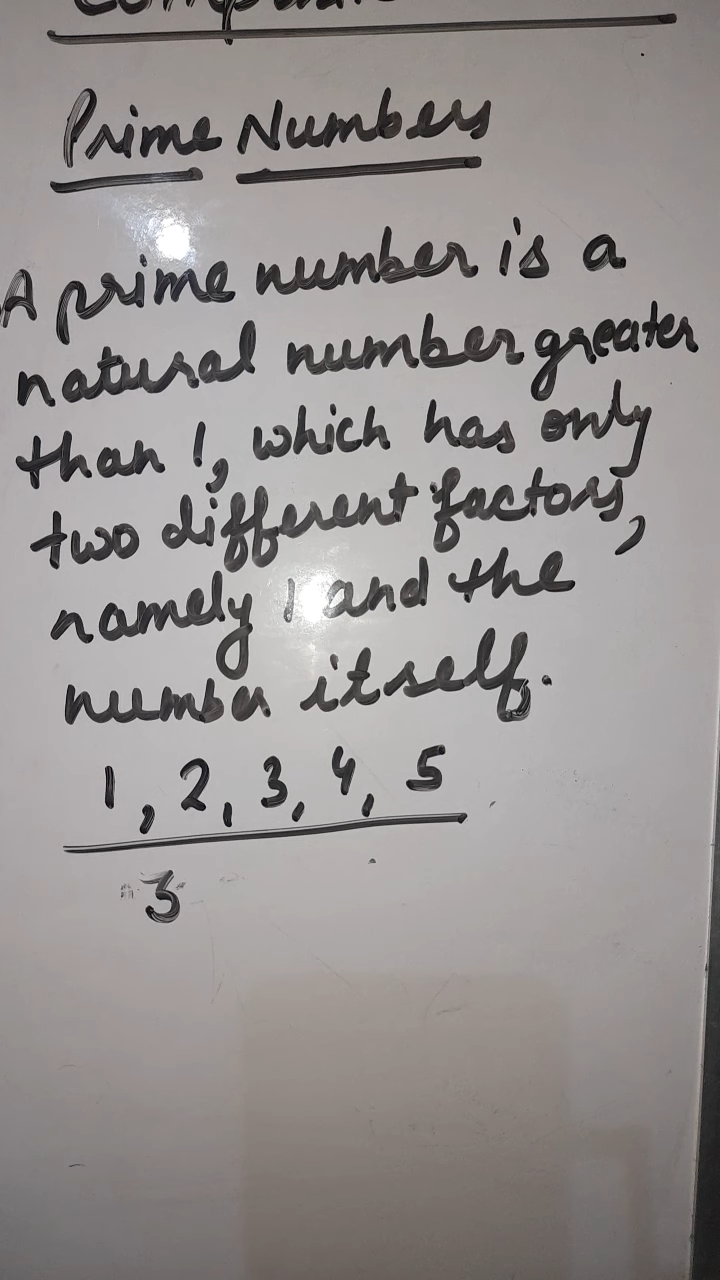 Prime Numbers
A prime number is a
natural number greater
than 1, which has only
two different factors,
namely 1 and the
number itself.
1, 2, 3, 4, 5
3